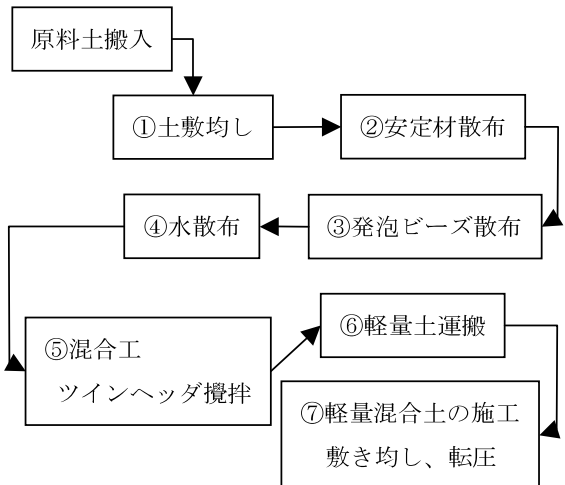 原料土搬入
①土敷均し
②安定材散布
③発泡ビーズ散布
④水散布
⑤混合工
ツインヘッダ攪拌
⑥軽量土運搬
⑦軽量混合土の施工
敷き均し、転圧